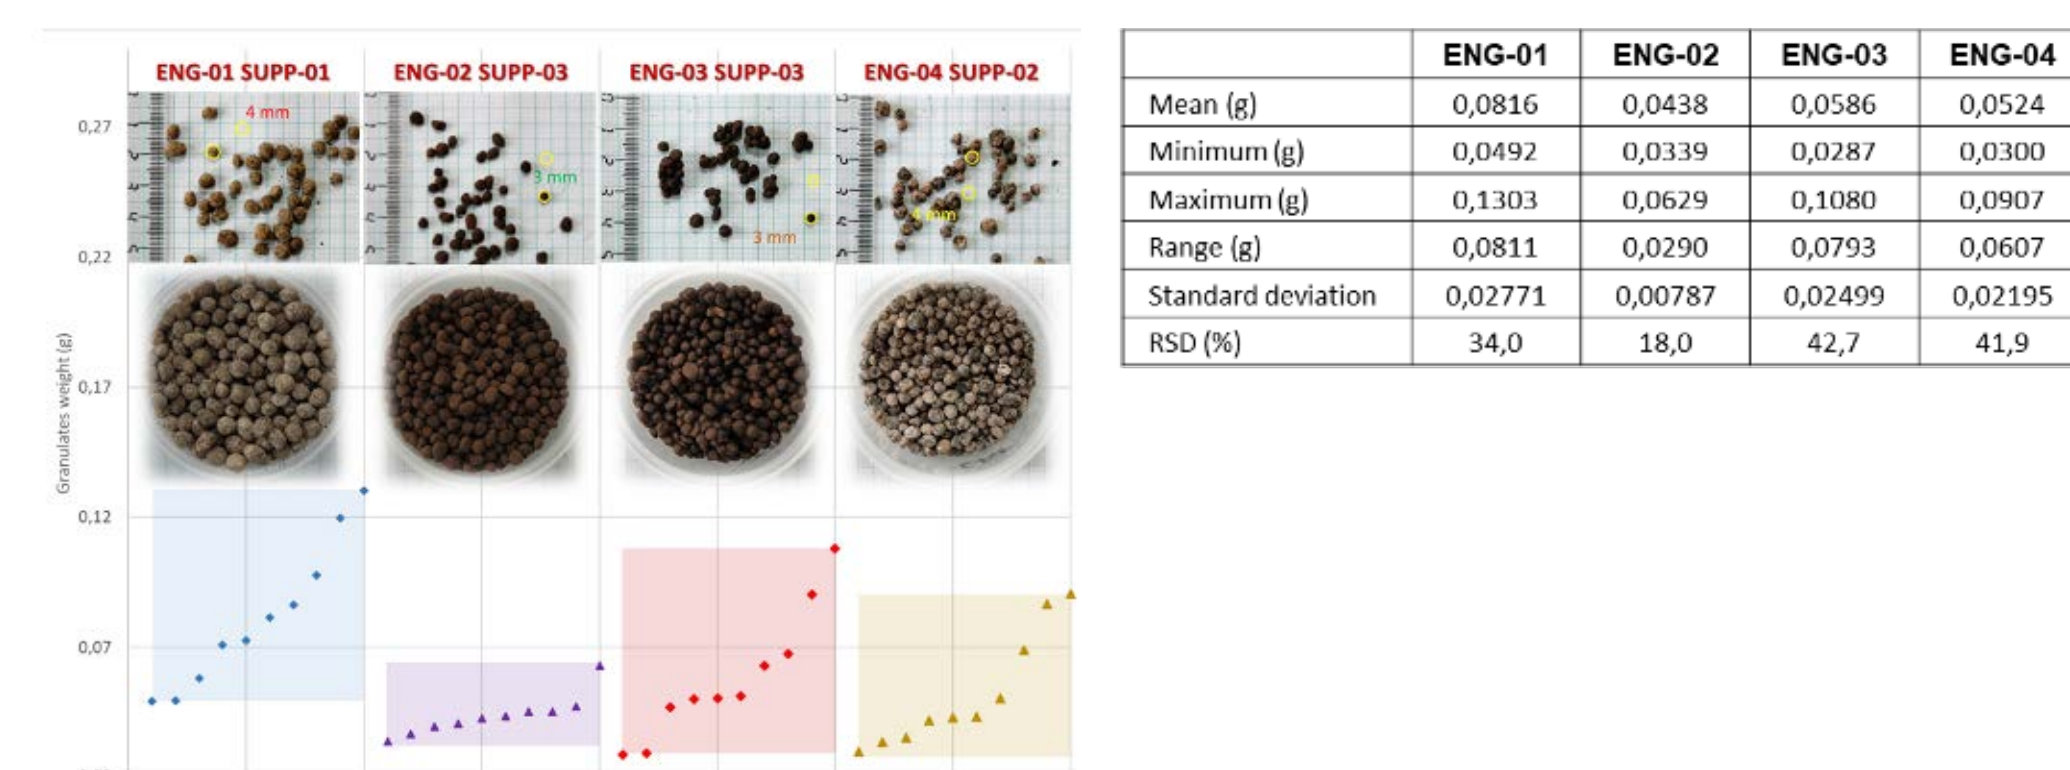 ENG-01 SUPP-01
ENG-02 SUPP-03
ENG-03 SUPP-03
ENG-04 SUPP-02
4 mm
3 mm
3 mm
4 mm
Granulates weight (g)
0,27
0,22
0,17
0,12
0,07
ENG-01 ENG-02 ENG-03 ENG-04
Mean (g) 0,0816 0,0438 0,0586 0,0524
Minimum (g) 0,0492 0,0339 0,0287 0,0300
Maximum (g) 0,1303 0,0629 0,1080 0,0907
Range (g) 0,0811 0,0290 0,0793 0,0607
Standard deviation 0,02771 0,00787 0,02499 0,02195
RSD (%) 34,0 18,0 42,7 41,9